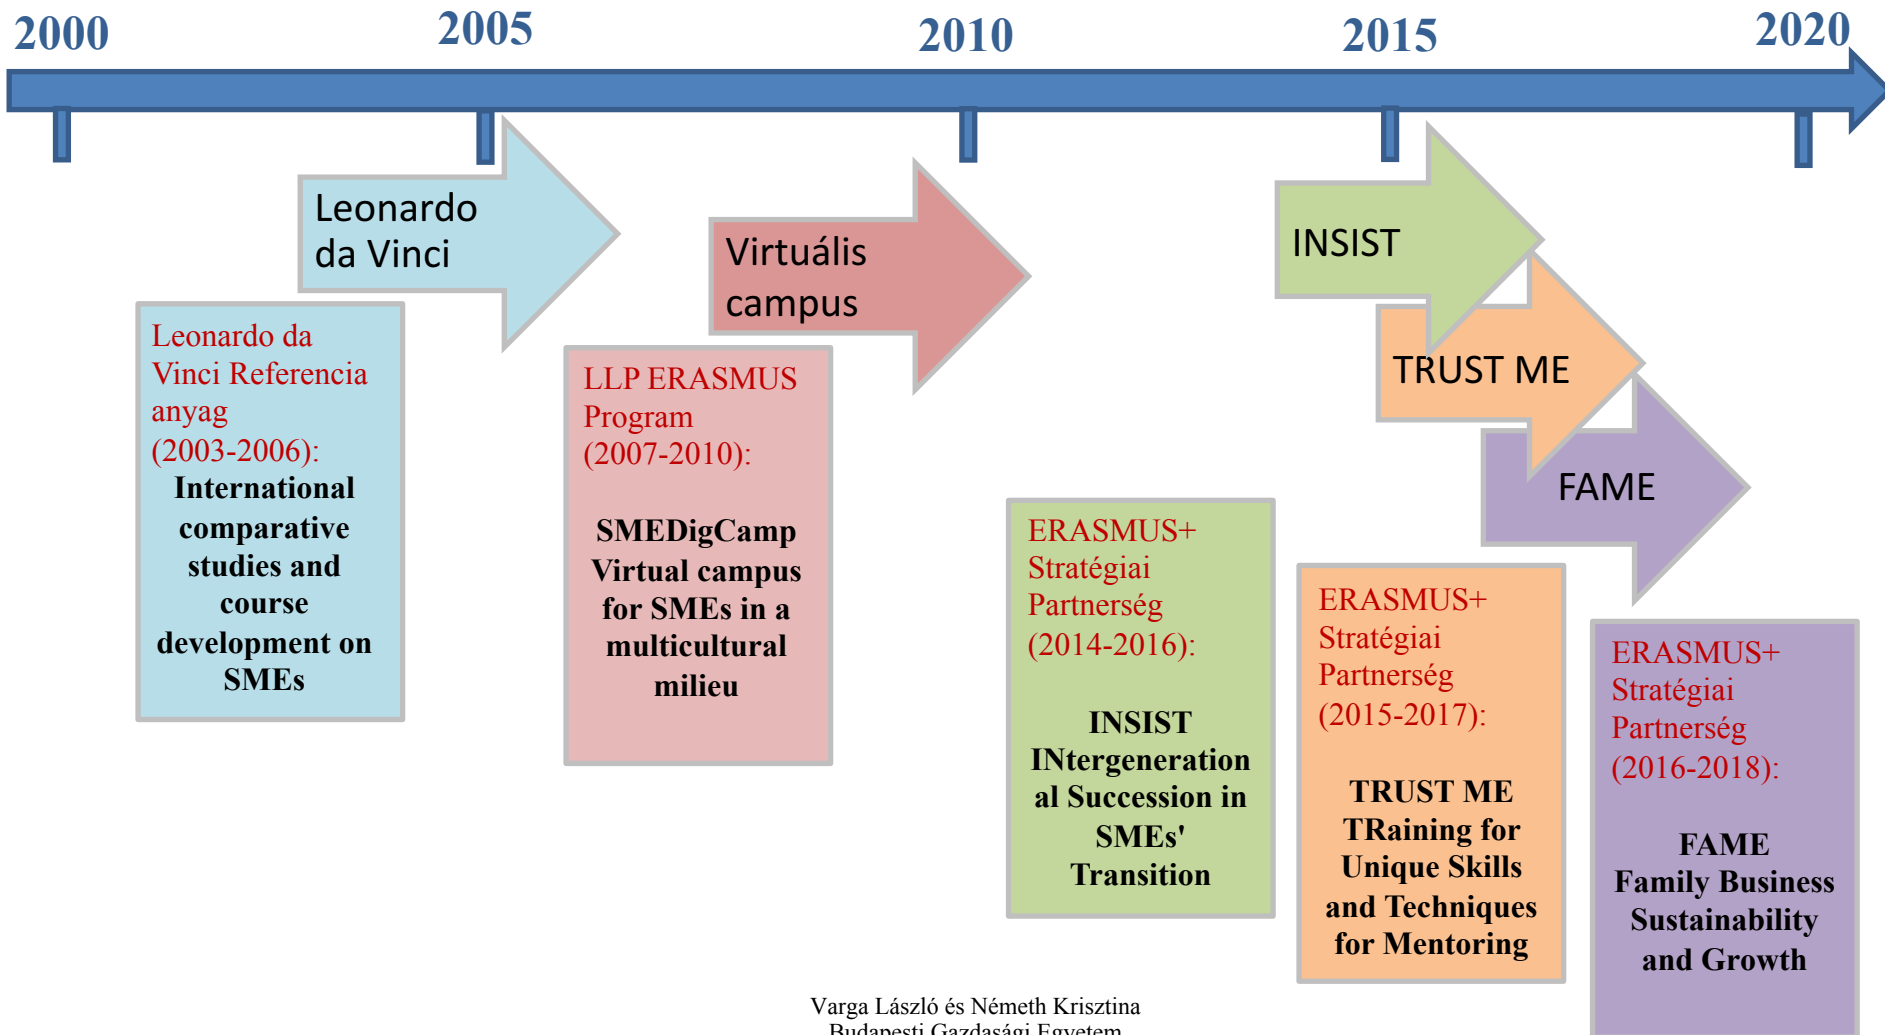 2000
2005
2010
2015
2020
Leonardo
da Vinci
Virtuális
campus
INSIST
TRUST ME
FAME
Leonardo da
Vinci Referencia
anyag
(2003-2006):
International
comparative
studies and
course
development on
SMEs
LLP ERASMUS
Program
(2007-2010):
SMEDigCamp
Virtual campus
for SMEs in a
multicultural
milieu
ERASMUS+
Stratégiai
Partnerség
(2014-2016):
INSIST
INtergeneration
al Succession in
SMEs'
Transition
ERASMUS+
Stratégiai
Partnerség
(2015-2017):
TRUST ME
TRaining for
Unique Skills
and Techniques
for Mentoring
ERASMUS+
Stratégiai
Partnerség
(2016-2018):
FAME
Family Business
Sustainability
and Growth
Varga László és Németh Krisztina
Budapesti Gazdasági Egyetem